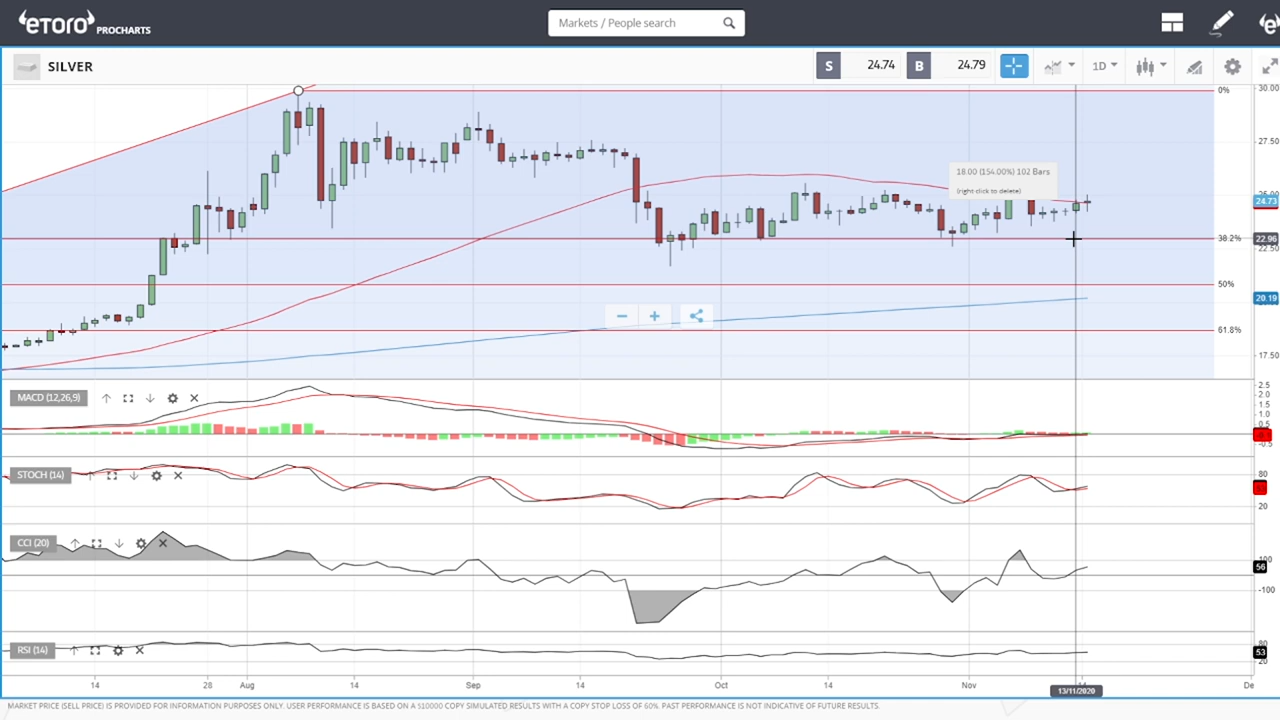 eTORO PROCHARTS
Markets / People search
SILVER
S 24.74 B 24.79
1D
30.00
0%
27.50
18.00 (154.00%) 102 Bars
(right click to delete)
25.00
24.73
38.2%
22.96
22.50
50%
20.19
61.8%
17.50
MACD (12,26,9)
2.5
2.0
1.5
1.0
0.5
-0.5
STOCH (14)
80
20
CCI (20)
100
56
-100
RSI (14)
80
53
20
14 28 Aug 14 Sep 14 Oct 14 Nov 14 De
13/11/2020
MARKET PRICE (SELL PRICE) IS PROVIDED FOR INFORMATION PURPOSES ONLY. USER PERFORMANCE IS BASED ON A $10000 COPY SIMULATED RESULTS WITH A COPY STOP LOSS OF 60%. PAST PERFORMANCE IS NOT INDICATIVE OF FUTURE RESULTS.